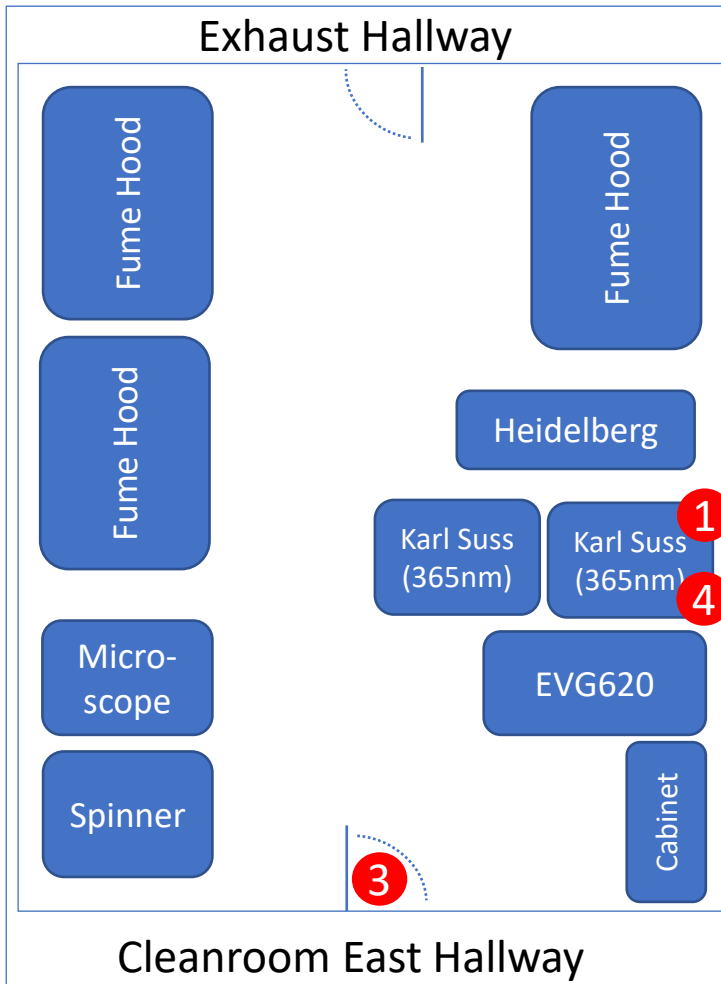 Exhaust Hallway
Fume Hood
Fume Hood
Fume Hood
Heidelberg
Karl Suss
(365nm)
Karl Suss
(365nm)
1
4
Micro-
scope
EVG620
Spinner
Cabinet
3
Cleanroom East Hallway